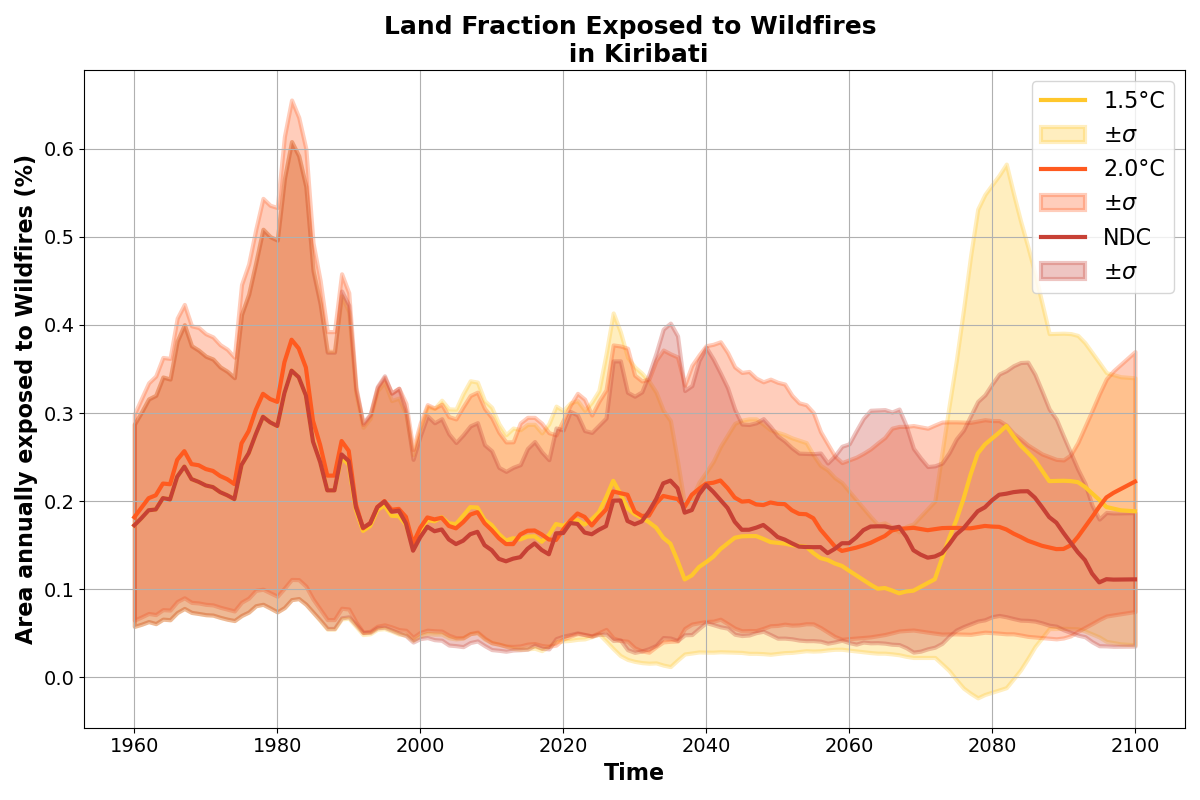 Land Fraction Exposed to Wildfires
in Kiribati
1.5°C
±σ
2.0°C
±σ
NDC
±σ
Area annually exposed to Wildfires (%)
0.6
0.5
0.4
0.3
0.2
0.1
0.0
1960 1980 2000 2020 2040 2060 2080 2100
Time